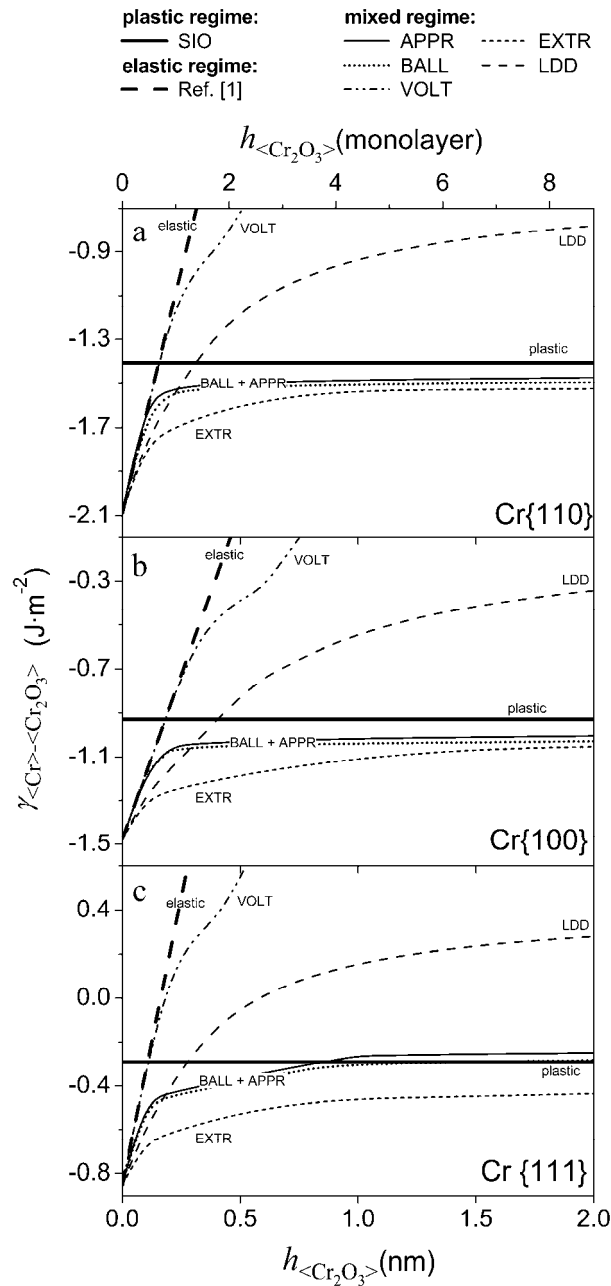 plastic regime: mixed regime:
SIO APPR EXTR
elastic regime: BALL LDD
Ref. [1] VOLT
h<Cr2O3>(monolayer)
0 2 4 6 8
a
elastic
VOLT
LDD
-0.9
-1.3
plastic
BALL + APPR
-1.7
EXTR
-2.1
Cr{110}
b
elastic
VOLT
-0.3
LDD
-0.7
plastic
BALL + APPR
-1.1
EXTR
-1.5
Cr{100}
γ<Cr>-<Cr2O3> (J·m-2)
c
elastic
VOLT
0.4
LDD
0.0
plastic
-0.4
BALL + APPR
EXTR
-0.8
Cr {111}
0.0 0.5 1.0 1.5 2.0
h<Cr2O3>(nm)